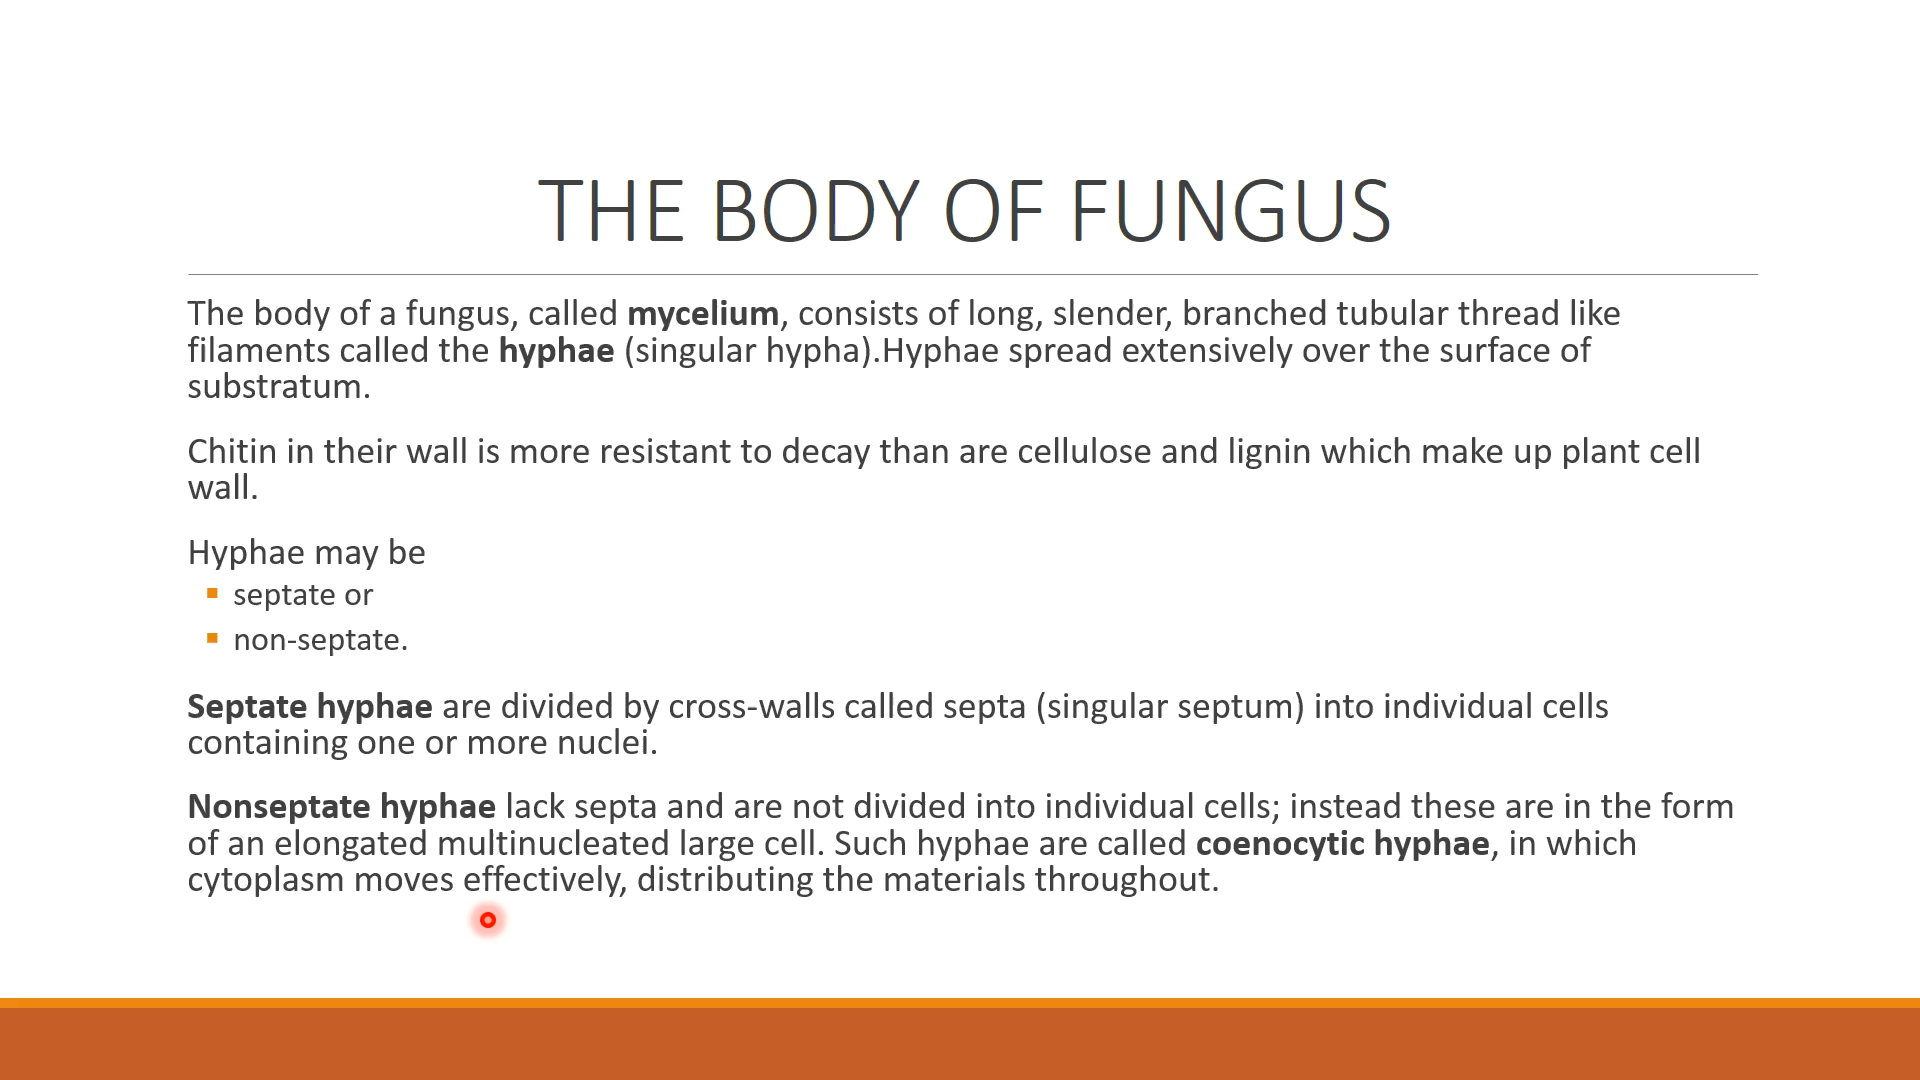 THE BODY OF FUNGUS
The body of a fungus, called mycelium, consists of long, slender, branched tubular thread like
filaments called the hyphae (singular hypha).Hyphae spread extensively over the surface of
substratum.
Chitin in their wall is more resistant to decay than are cellulose and lignin which make up plant cell
wall.
Hyphae may be
septate or
non-septate.
Septate hyphae are divided by cross-walls called septa (singular septum) into individual cells
containing one or more nuclei.
Nonseptate hyphae lack septa and are not divided into individual cells; instead these are in the form
of an elongated multinucleated large cell. Such hyphae are called coenocytic hyphae, in which
cytoplasm moves effectively, distributing the materials throughout.